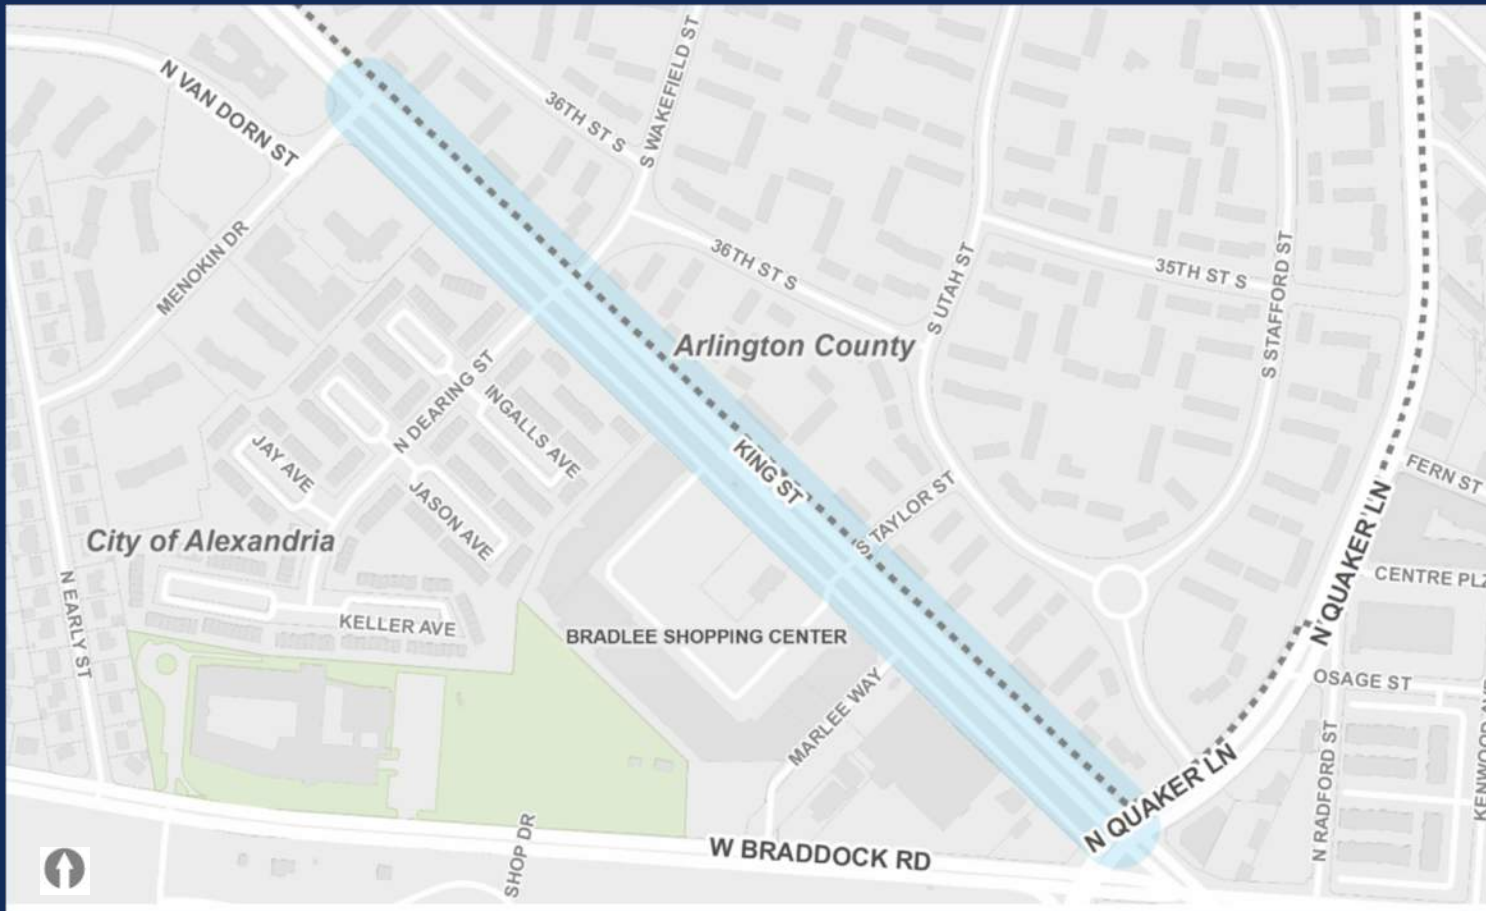 N VAN DORN ST
36TH ST S
S WAKEFIELD ST
MENOKIN DR
36TH ST S
S UTAH ST
35TH ST S
S STAFFORD ST
Arlington County
N DEARING ST
INGALLS AVE
JAY AVE
JASON AVE
KING ST
S TAYLOR ST
FERN ST
N QUAKER LN
City of Alexandria
N EARLY ST
KELLER AVE
BRADLEE SHOPPING CENTER
CENTRE PLZ
OSAGE ST
MARLEE WAY
N QUAKER LN
N RADFORD ST
KENWOOD AVE
SHOP DR
W BRADDOCK RD